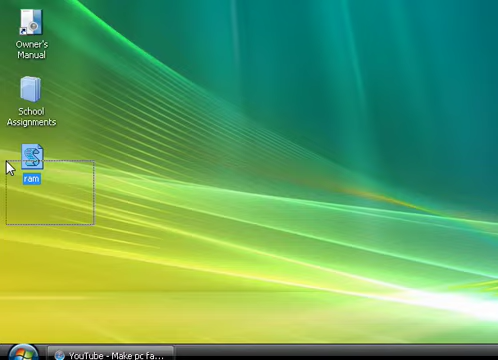 Owner's
Manual
School
Assignments
ram
YouTube - Make pc fa...